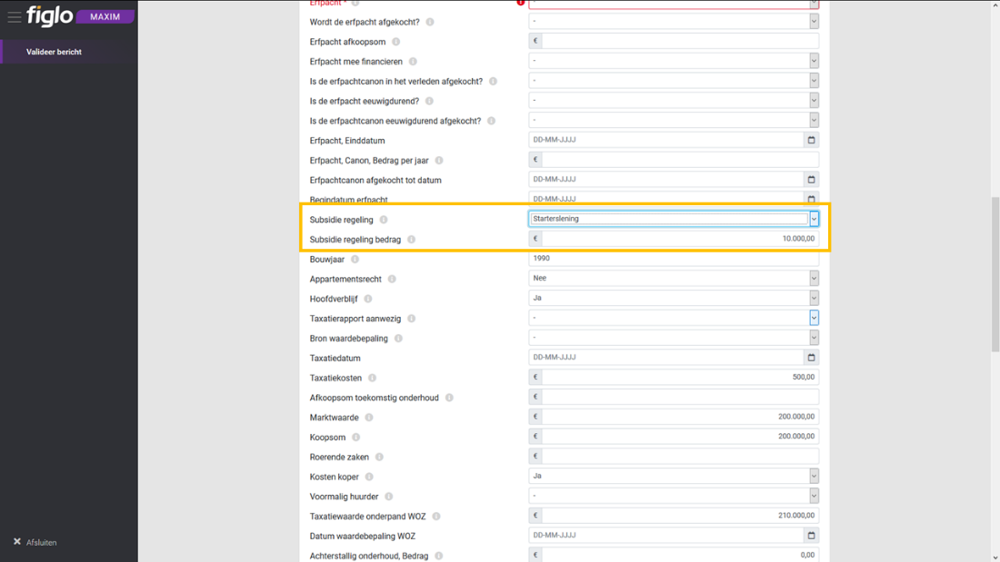 figlo MAXIM
Valideer bericht
Erfpacht * -
Wordt de erfpacht afgekocht? -
Erfpacht afkoopsom €
Erfpacht mee financieren -
Is de erfpachtcanon in het verleden afgekocht? -
Is de erfpacht eeuwigdurend? -
Is de erfpachtcanon eeuwigdurend afgekocht? -
Erfpacht, Einddatum DD-MM-JJJJ
Erfpacht, Canon, Bedrag per jaar €
Erfpachtcanon afgekocht tot datum DD-MM-JJJJ
Begindatum erfpacht DD-MM-JJJJ
Subsidie regeling Starterslening
Subsidie regeling bedrag € 10.000,00
Bouwjaar 1990
Appartementsrecht Nee
Hoofdverblijf Ja
Taxatierapport aanwezig -
Bron waardebepaling -
Taxatiedatum DD-MM-JJJJ
Taxatiekosten € 500,00
Afkoopsom toekomstig onderhoud €
Marktwaarde € 200.000,00
Koopsom € 200.000,00
Roerende zaken €
Kosten koper Ja
Voormalig huurder -
Taxatiewaarde onderpand WOZ € 210.000,00
Datum waardebepaling WOZ DD-MM-JJJJ
Achterstallig onderhoud, Bedrag € 0,00
Afsluiten